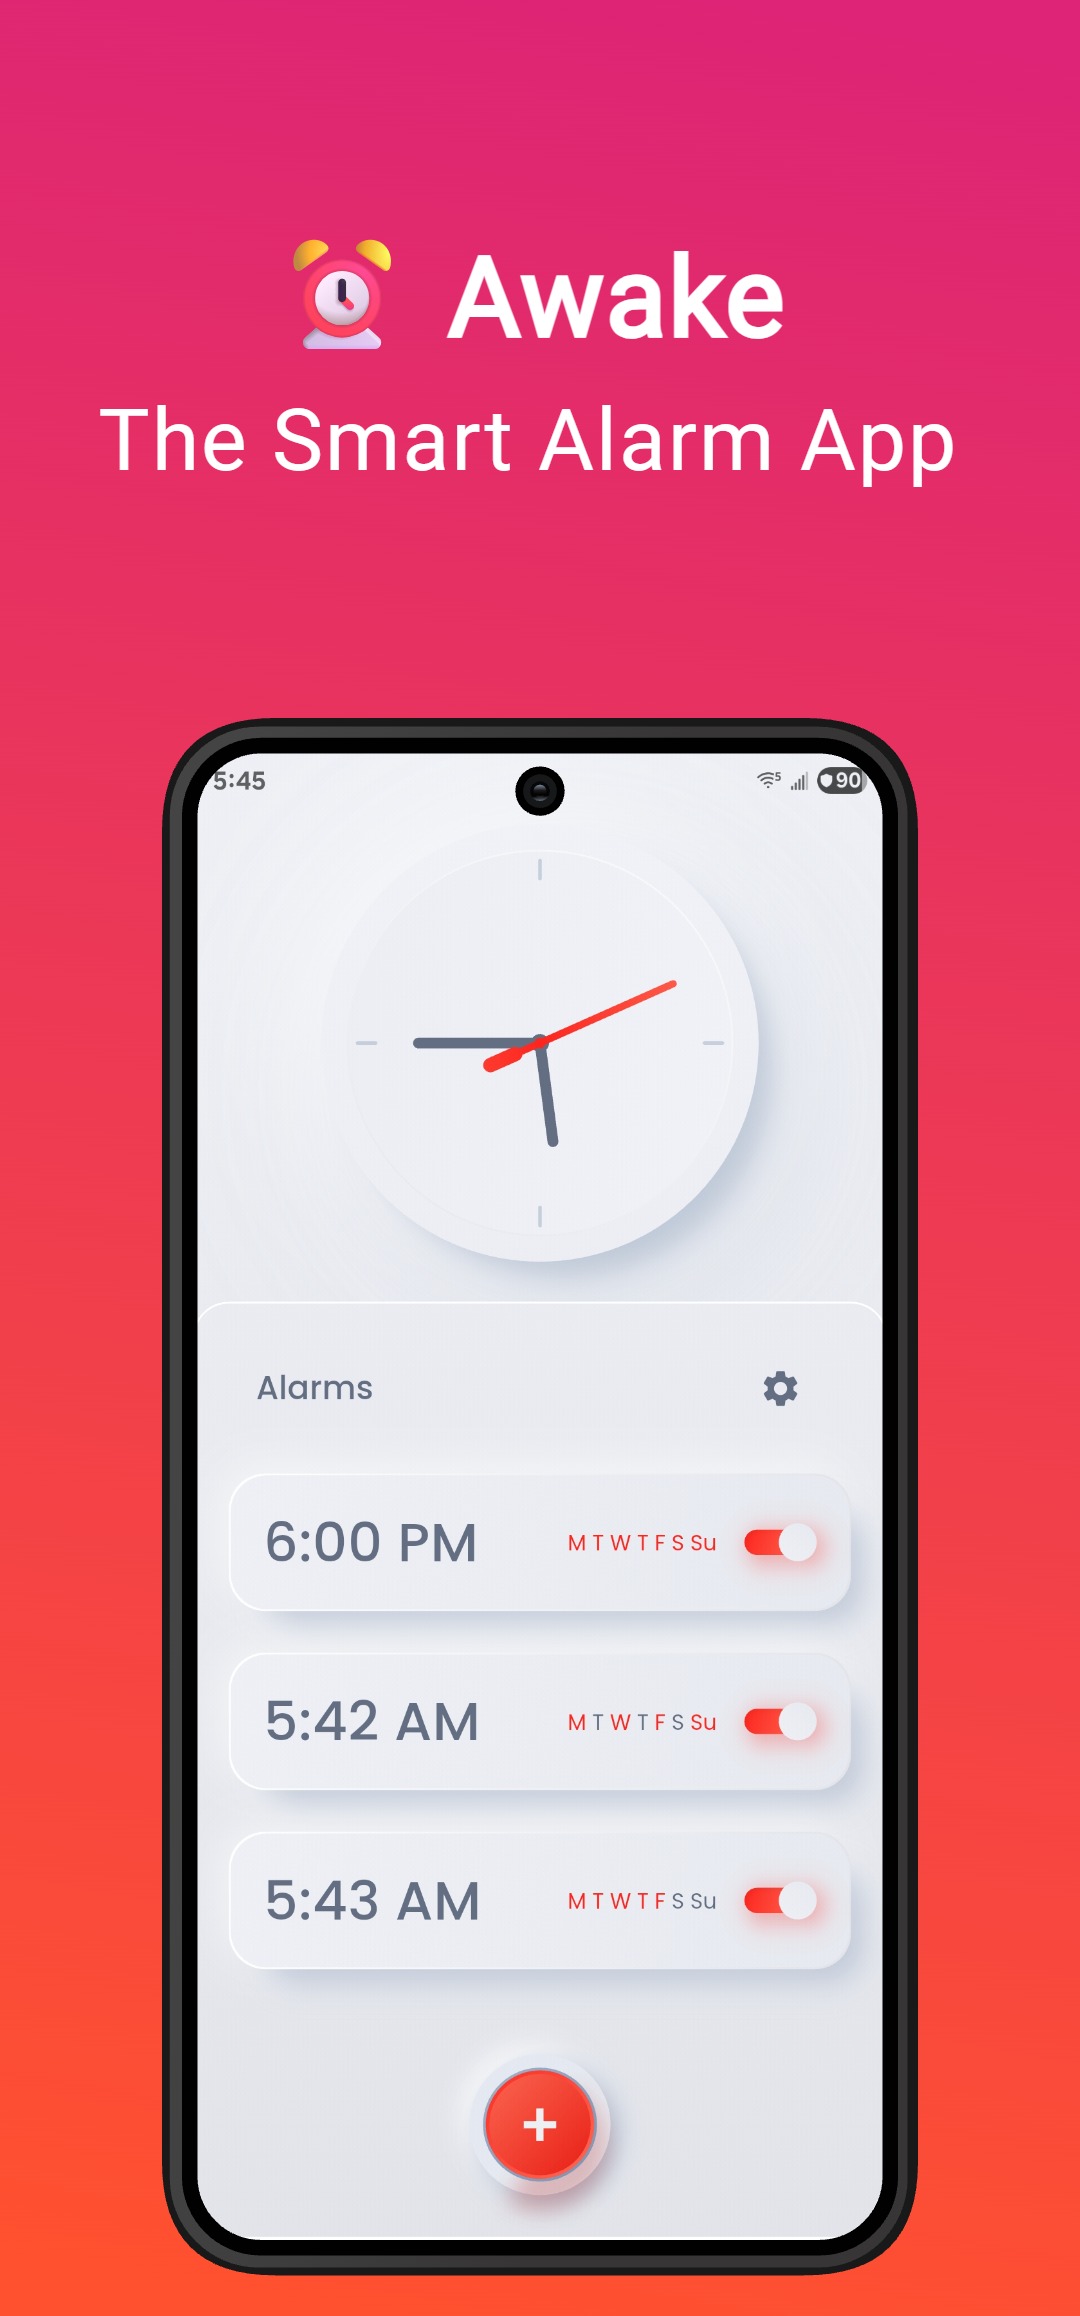 Awake
The Smart Alarm App
5:45 5 90
Alarms
6:00 PM M T W T F S Su
5:42 AM M T W T F S Su
5:43 AM M T W T F S Su
+